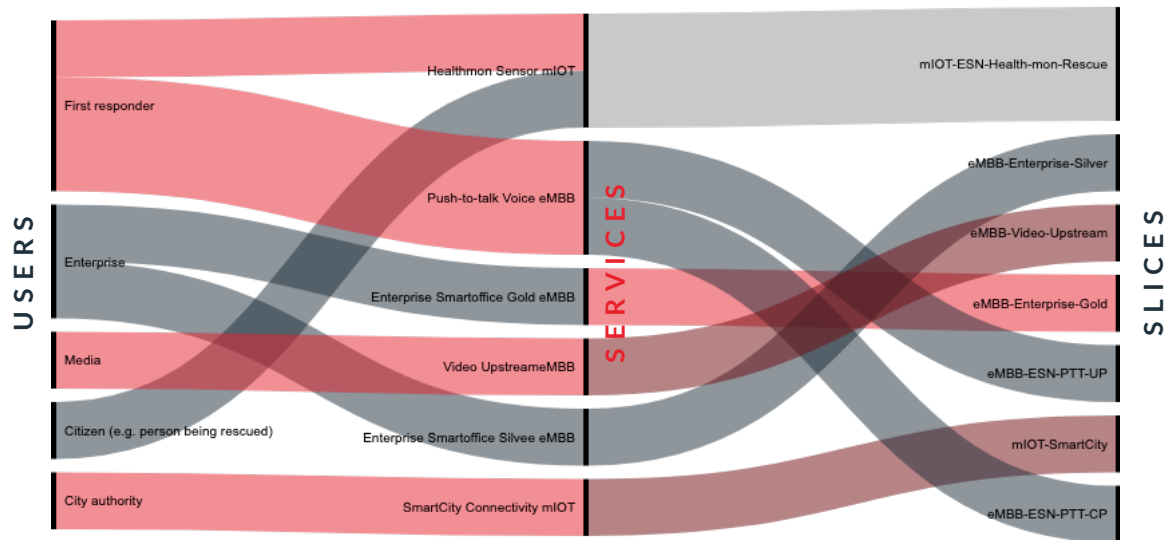 USERS
First responder
Enterprise
Media
Citizen (e.g. person being rescued)
City authority
SERVICES
Healthmon Sensor mIOT
Push-to-talk Voice eMBB
Enterprise Smartoffice Gold eMBB
Video UpstreameMBB
Enterprise Smartoffice Silvee eMBB
SmartCity Connectivity mIOT
SLICES
mIOT-ESN-Health-mon-Rescue
eMBB-Enterprise-Silver
eMBB-Video-Upstream
eMBB-Enterprise-Gold
eMBB-ESN-PTT-UP
mIOT-SmartCity
eMBB-ESN-PTT-CP